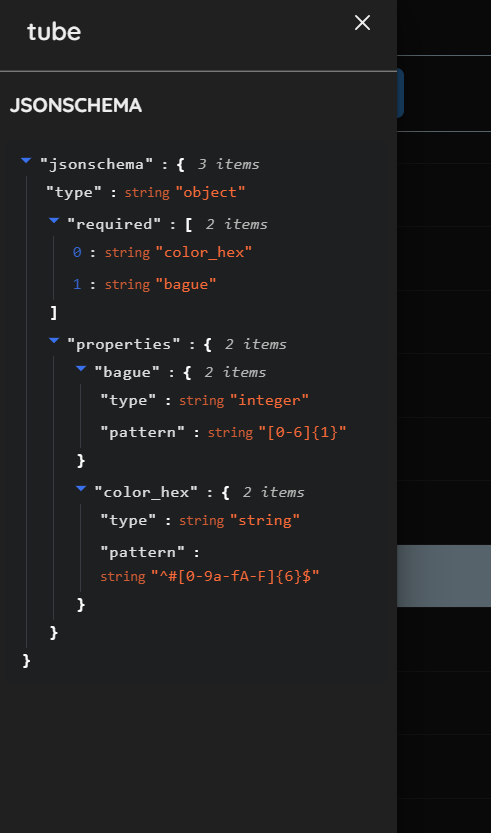 tube
JSONSCHEMA
"jsonschema" : { 3 items
"type" : string "object"
"required" : [ 2 items
0 : string "color_hex"
1 : string "bague"
]
"properties" : { 2 items
"bague" : { 2 items
"type" : string "integer"
"pattern" : string "[0-6]{1}"
}
"color_hex" : { 2 items
"type" : string "string"
"pattern" :
string "^#[0-9a-fA-F]{6}$"
}
}
}